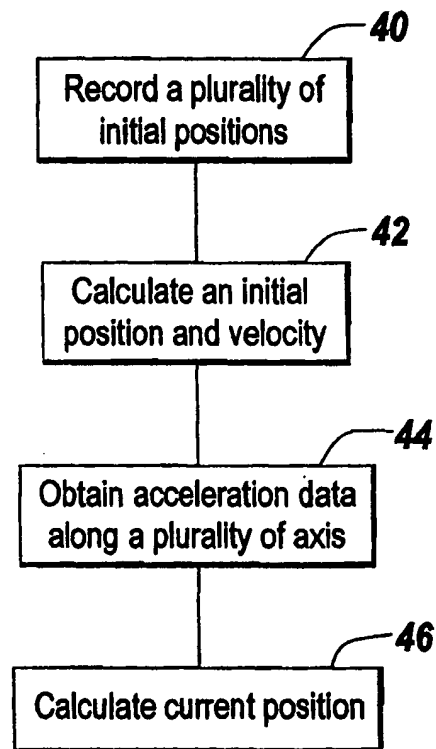 40
Record a plurality of
initial positions
42
Calculate an initial
position and velocity
44
Obtain acceleration data
along a plurality of axis
46
Calculate current position